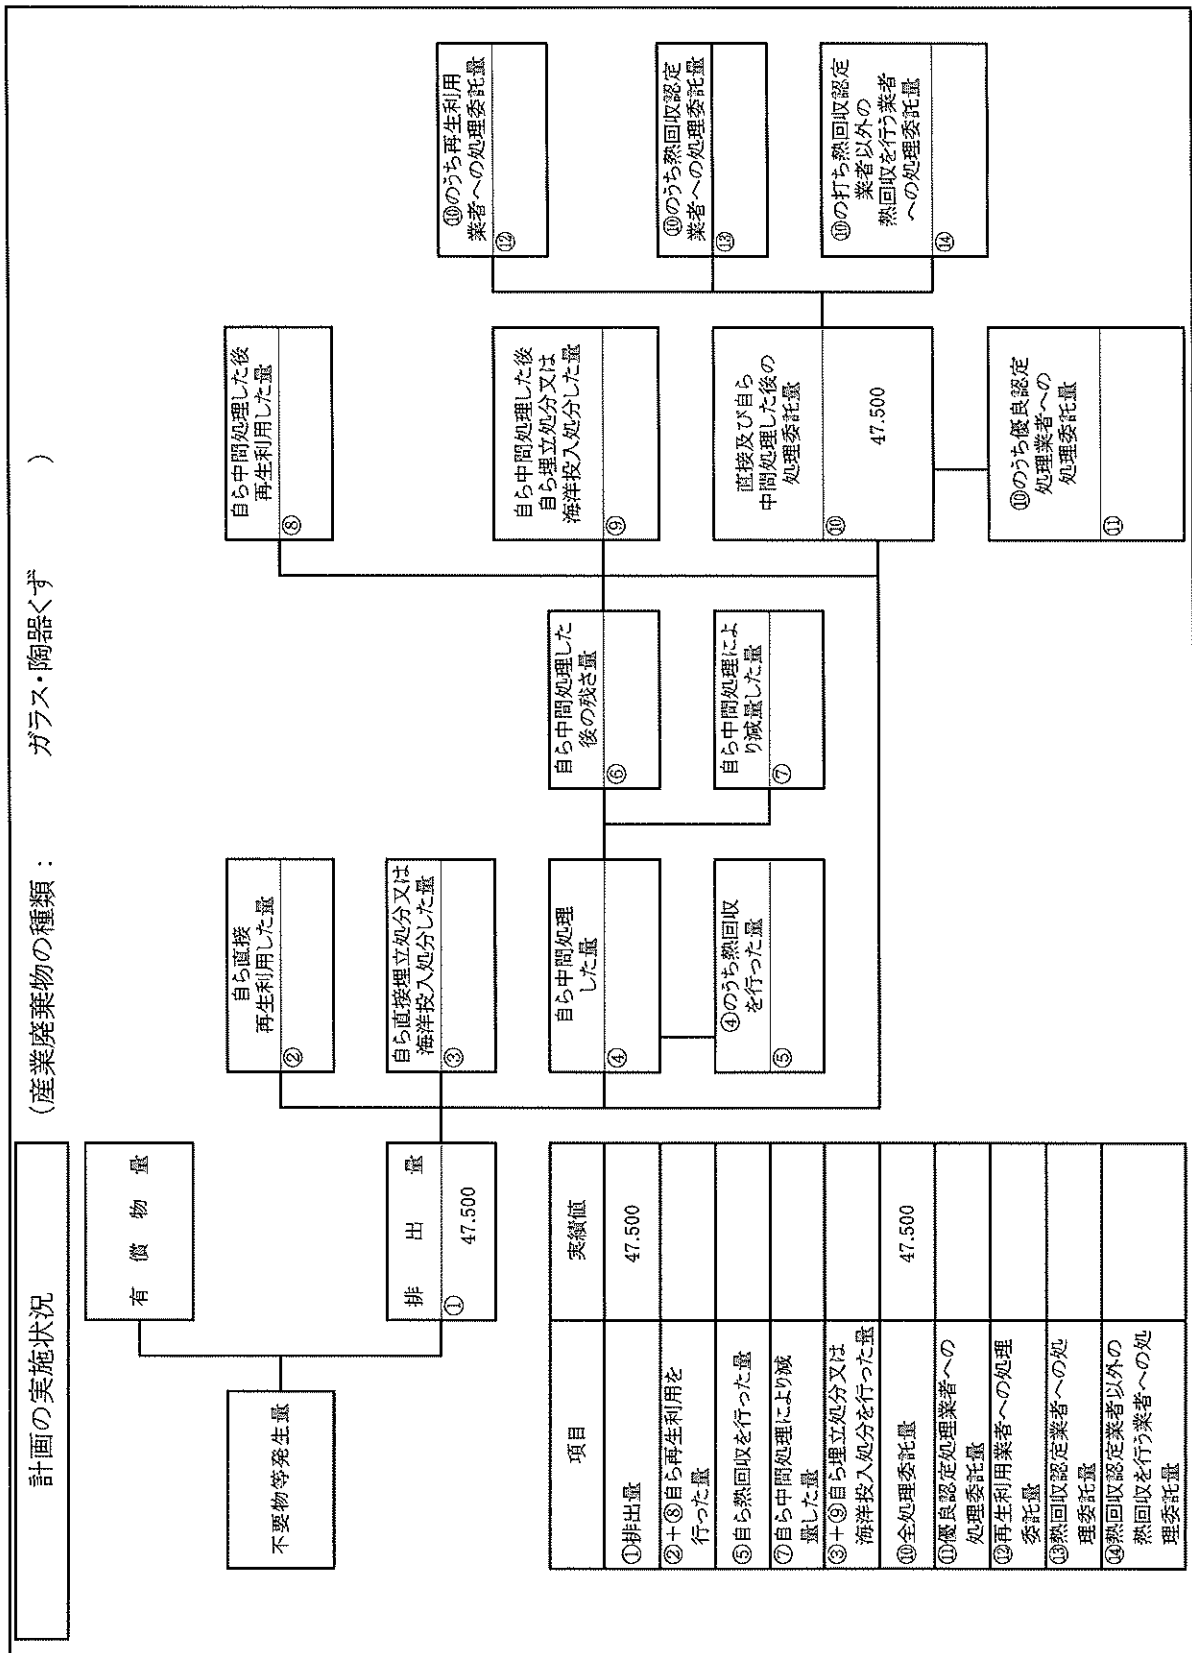 計画の実施状況
(産業廃棄物の種類: ガラス・陶器くず )
不要物等発生量
有償物量
排出量
① 47.500
自ら直接
再生利用した量
②
自ら直接埋立処分又は
海洋投入処分した量
③
自ら中間処理
した量
④
④のうち熱回収
を行った量
⑤
自ら中間処理した
後の残さ量
⑥
自ら中間処理によ
り減量した量
⑦
自ら中間処理した後
再生利用した量
⑧
自ら中間処理した後
自ら埋立処分又は
海洋投入処分した量
⑨
直接及び自ら
中間処理した後の
処理委託量
⑩
47.500
⑩のうち優良認定
処理業者への
処理委託量
⑪
⑩のうち再生利用
業者への処理委託量
⑫
⑩のうち熱回収認定
業者への処理委託量
⑬
⑩の打ち熱回収認定
業者以外の
熱回収を行う業者
への処理委託量
⑭
項目 実績値
①排出量 47.500
②+⑧自ら再生利用を
行った量
⑤自ら熱回収を行った量
⑦自ら中間処理により減
量した量
③+⑨自ら埋立処分又は
海洋投入処分を行った量
⑩全処理委託量 47.500
⑪優良認定処理業者への
処理委託量
⑫再生利用業者への処理
委託量
⑬熱回収認定業者への処
理委託量
⑭熱回収認定業者以外の
熱回収を行う業者への処
理委託量